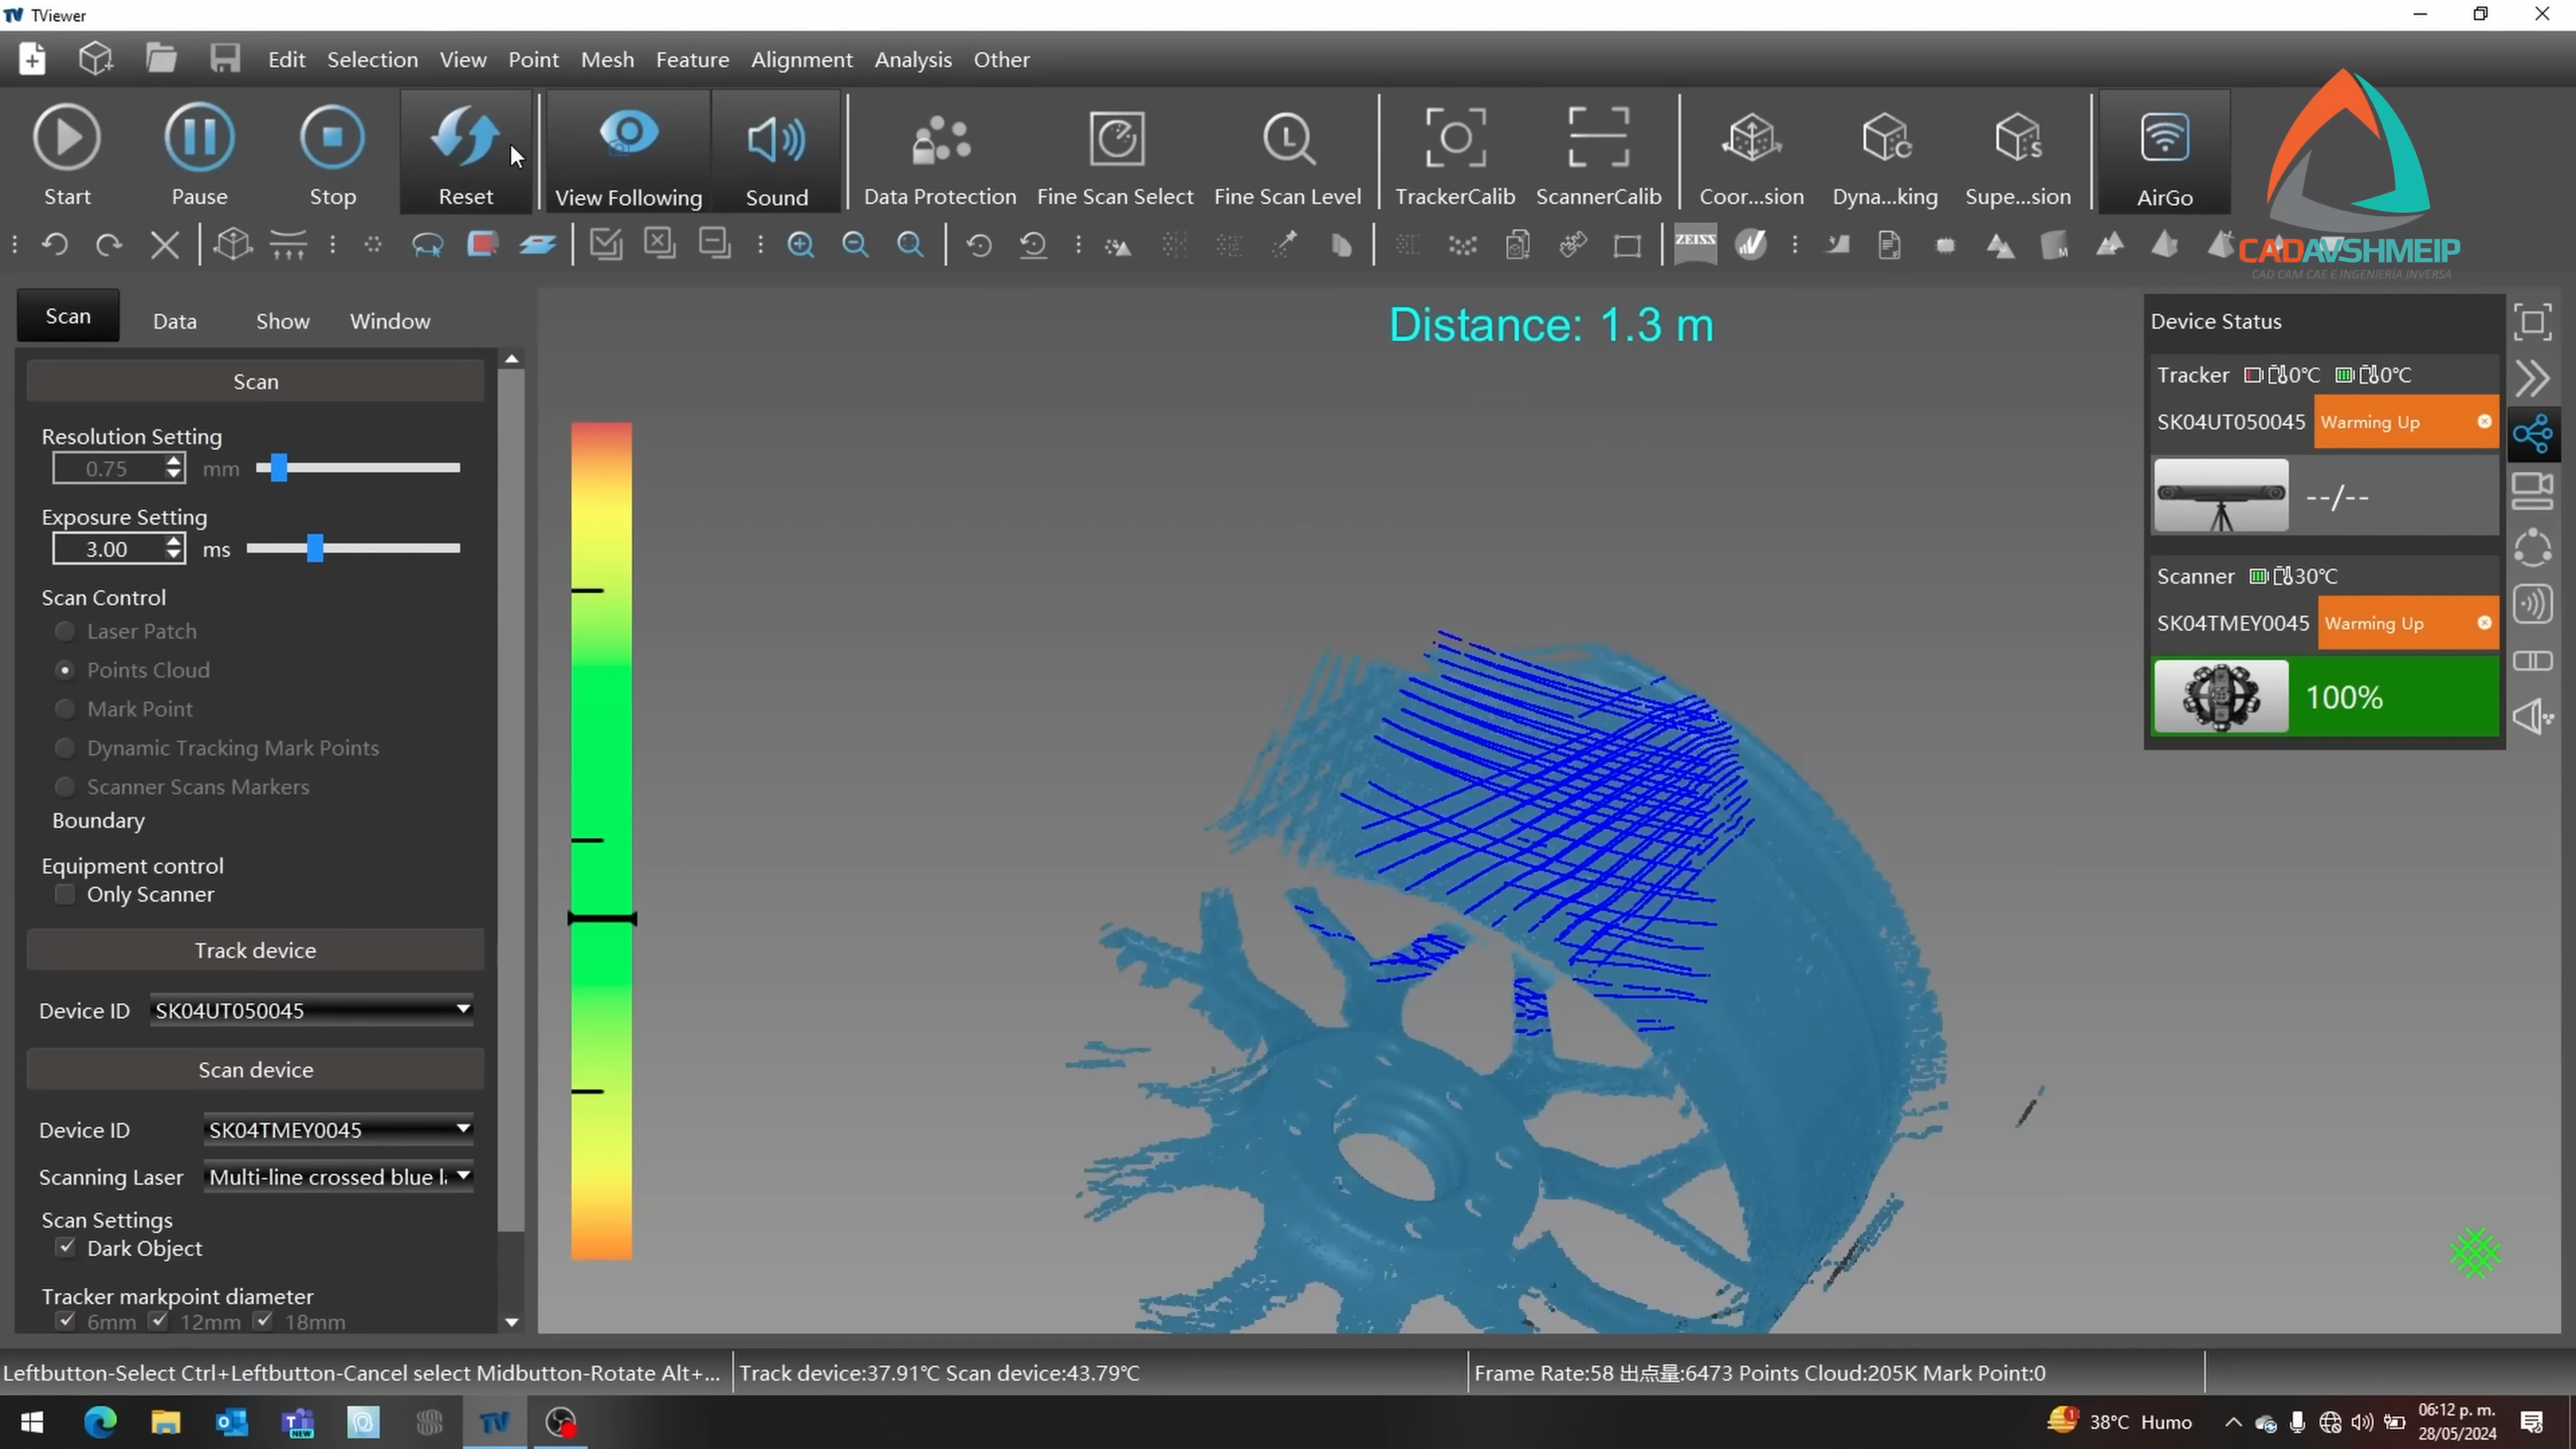 TViewer
Edit Selection View Point Mesh Feature Alignment Analysis Other
Start Pause Stop Reset View Following Sound Data Protection Fine Scan Select Fine Scan Level TrackerCalib ScannerCalib Coor...sion Dyna...king Supe...sion AirGo
ZEISS
CADAVSHMEIP
CAD CAM CAE E INGENIERÍA INVERSA
Scan Data Show Window
Scan
Resolution Setting
0.75 mm
Exposure Setting
3.00 ms
Scan Control
Laser Patch
Points Cloud
Mark Point
Dynamic Tracking Mark Points
Scanner Scans Markers
Boundary
Equipment control
Only Scanner
Track device
Device ID SK04UT050045
Scan device
Device ID SK04TMEY0045
Scanning Laser Multi-line crossed blue la
Scan Settings
Dark Object
Tracker markpoint diameter
6mm 12mm 18mm
Distance: 1.3 m
Device Status
Tracker 0℃ 0℃
SK04UT050045 Warming Up
--/--
Scanner 30℃
SK04TMEY0045 Warming Up
100%
Leftbutton-Select Ctrl+Leftbutton-Cancel select Midbutton-Rotate Alt+...
Track device:37.91℃ Scan device:43.79℃
Frame Rate:58 出点量:6473 Points Cloud:205K Mark Point:0
NEW
TV
1
38°C Humo
06:12 p. m.
28/05/2024